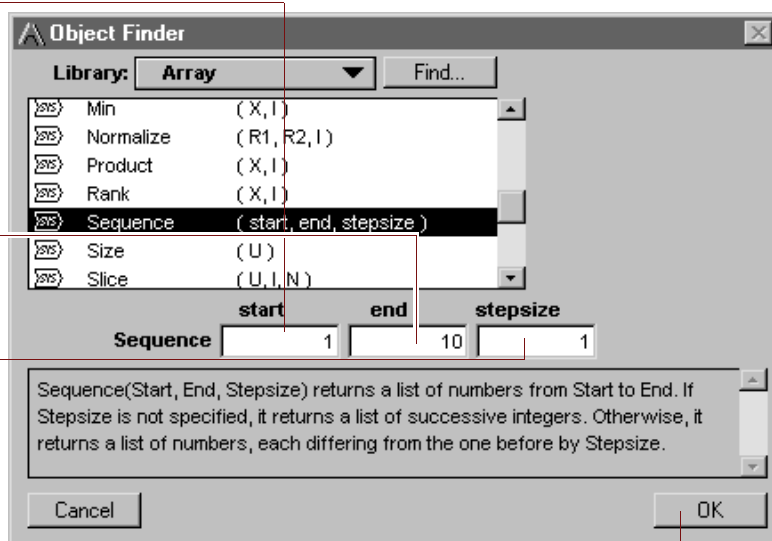 Object Finder
Library: Array Find...
Min ( X, I )
Normalize ( R1, R2, I )
Product ( X, I )
Rank ( X, I )
Sequence ( start, end, stepsize )
Size ( U )
Slice ( U, I, N )
start end stepsize
Sequence 1 10 1
Sequence(Start, End, Stepsize) returns a list of numbers from Start to End. If
Stepsize is not specified, it returns a list of successive integers. Otherwise, it
returns a list of numbers, each differing from the one before by Stepsize.
Cancel OK